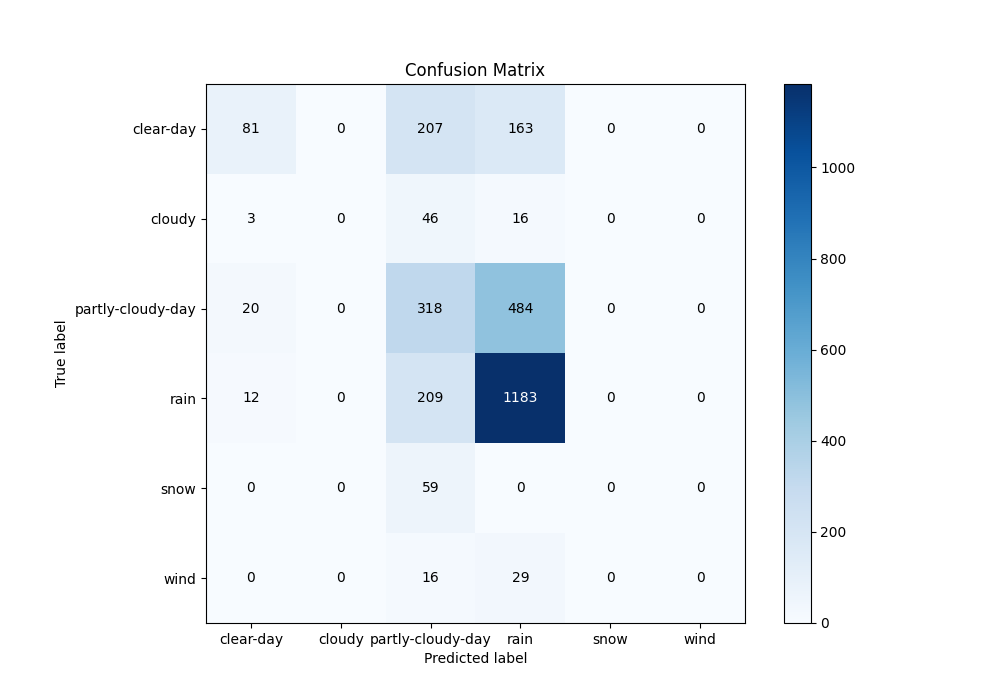 Confusion Matrix
True label
clear-day 81 0 207 163 0 0
cloudy 3 0 46 16 0 0
partly-cloudy-day 20 0 318 484 0 0
rain 12 0 209 1183 0 0
snow 0 0 59 0 0 0
wind 0 0 16 29 0 0
clear-day cloudy partly-cloudy-day rain snow wind
Predicted label
1000
800
600
400
200
0